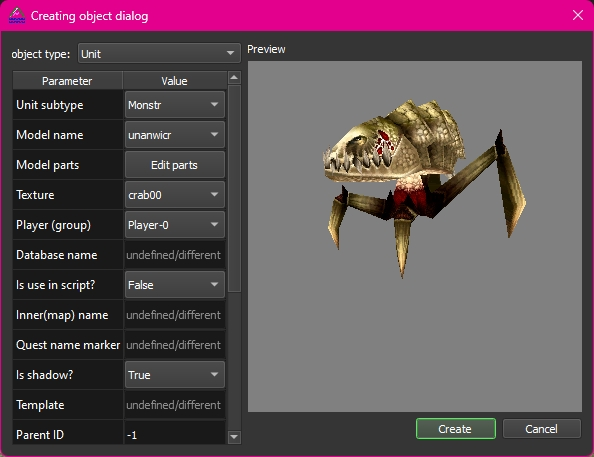 Creating object dialog
object type: Unit
Preview
Parameter Value
Unit subtype Monstr
Model name unanwicr
Model parts Edit parts
Texture crab00
Player (group) Player-0
Database name undefined/different
Is use in script? False
Inner(map) name undefined/different
Quest name marker undefined/different
Is shadow? True
Template undefined/different
Parent ID -1
Create Cancel